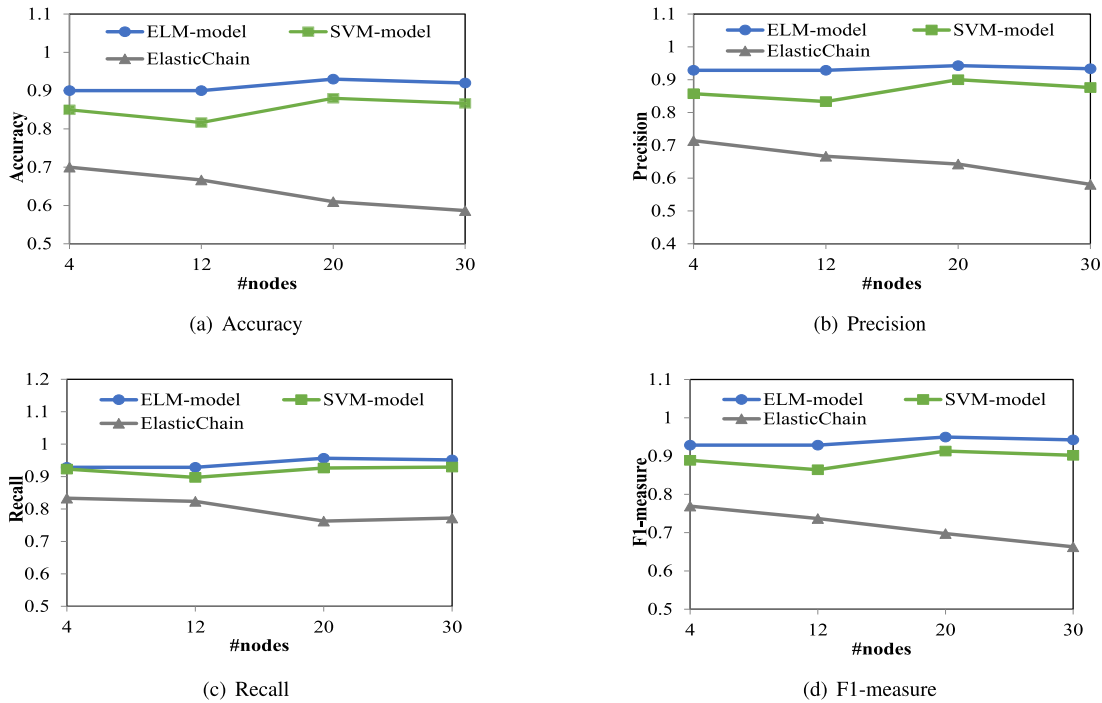 1.1
1
0.9
0.8
0.7
0.6
0.5
Accuracy
ELM-model
SVM-model
ElasticChain
4 12 20 30
#nodes
(a) Accuracy
1.1
1
0.9
0.8
0.7
0.6
0.5
0.4
Precision
ELM-model
SVM-model
ElasticChain
4 12 20 30
#nodes
(b) Precision
1.2
1.1
1
0.9
0.8
0.7
0.6
0.5
Recall
ELM-model
SVM-model
ElasticChain
4 12 20 30
#nodes
(c) Recall
1.1
1
0.9
0.8
0.7
0.6
0.5
F1-measure
ELM-model
SVM-model
ElasticChain
4 12 20 30
#nodes
(d) F1-measure